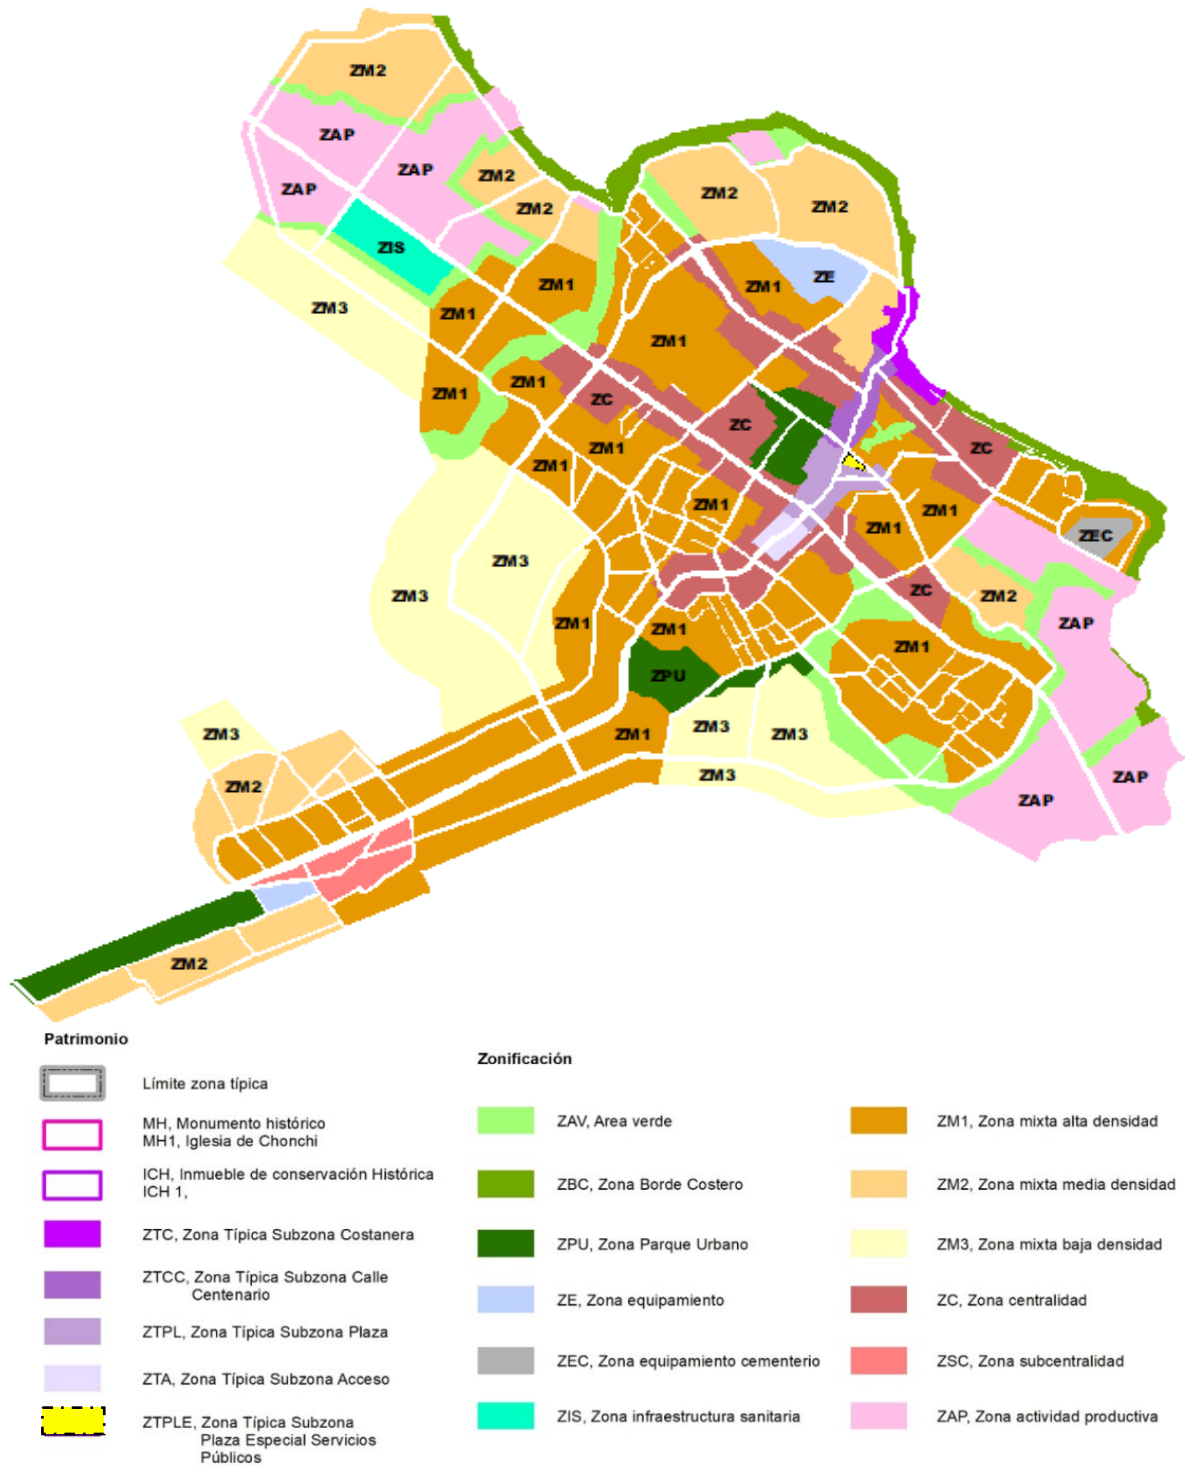 ZM2
ZAP
ZAP
ZM2
ZAP
ZM2
ZM2
ZM2
ZIS
ZE
ZM1
ZM1
ZM3
ZM1
ZM1
ZM1
ZM1
ZC
ZC
ZC
ZM1
ZM1
ZM1
ZM1
ZM1
ZEC
ZM3
ZM3
ZC
ZM2
ZM1
ZM1
ZAP
ZM1
ZPU
ZM3
ZM1
ZM3
ZM3
ZM3
ZAP
ZM2
ZAP
ZM2
Patrimonio
Límite zona típica
MH, Monumento histórico
MH1, Iglesia de Chonchi
ICH, Inmueble de conservación Histórica
ICH 1,
ZTC, Zona Típica Subzona Costanera
ZTCC, Zona Típica Subzona Calle
Centenario
ZTPL, Zona Típica Subzona Plaza
ZTA, Zona Típica Subzona Acceso
ZTPLE, Zona Típica Subzona
Plaza Especial Servicios
Públicos
Zonificación
ZAV, Area verde
ZBC, Zona Borde Costero
ZPU, Zona Parque Urbano
ZE, Zona equipamiento
ZEC, Zona equipamiento cementerio
ZIS, Zona infraestructura sanitaria
ZM1, Zona mixta alta densidad
ZM2, Zona mixta media densidad
ZM3, Zona mixta baja densidad
ZC, Zona centralidad
ZSC, Zona subcentralidad
ZAP, Zona actividad productiva